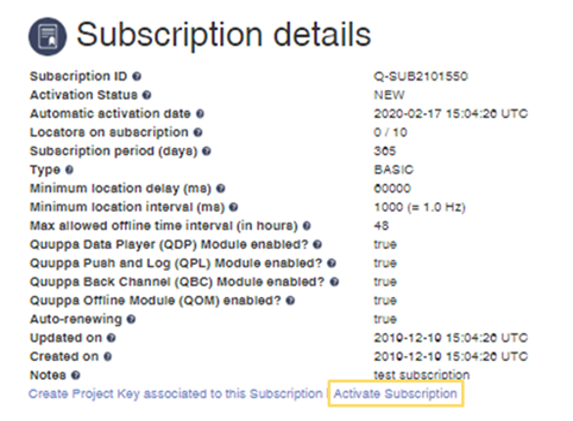 Subscription details
Subscription ID Q-SUB2101550
Activation Status NEW
Automatic activation date 2020-02-17 15:04:26 UTC
Locators on subscription 0 / 10
Subscription period (days) 365
Type BASIC
Minimum location delay (ms) 60000
Minimum location interval (ms) 1000 (= 1.0 Hz)
Max allowed offline time interval (in hours) 48
Quuppa Data Player (QDP) Module enabled? true
Quuppa Push and Log (QPL) Module enabled? true
Quuppa Back Channel (QBC) Module enabled? true
Quuppa Offline Module (QOM) enabled? true
Auto-renewing true
Updated on 2019-12-19 15:04:26 UTC
Created on 2019-12-19 15:04:26 UTC
Notes test subscription
Create Project Key associated to this Subscription | Activate Subscription